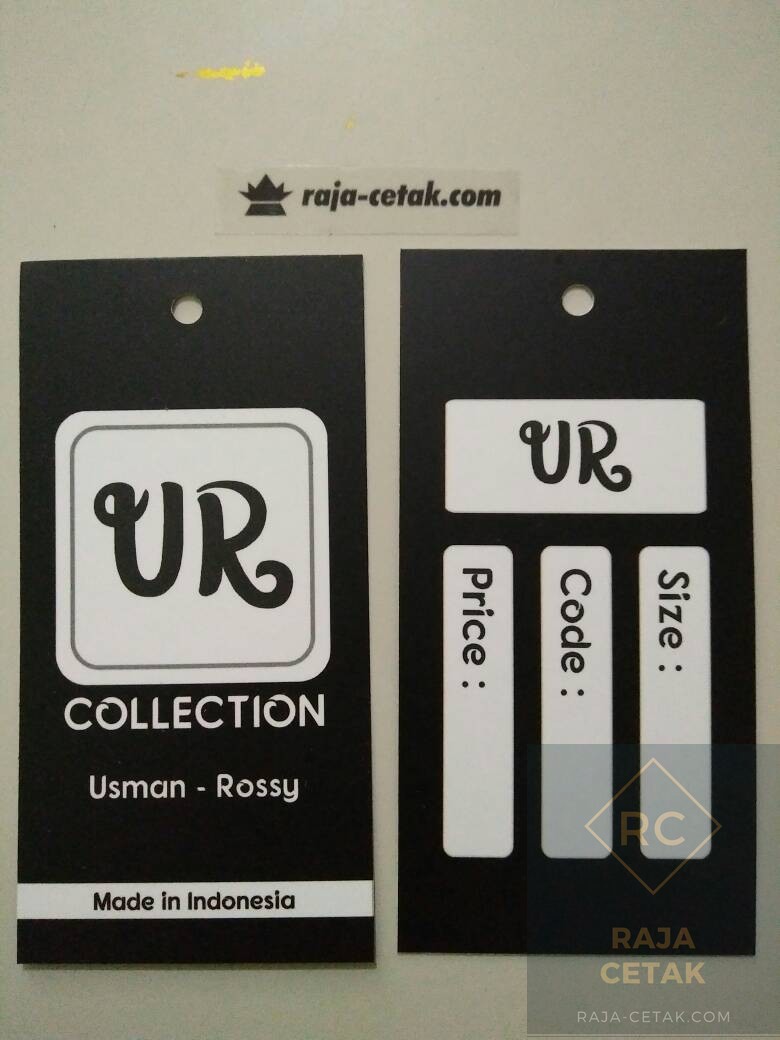 raja-cetak.com
UR
COLLECTION
Usman - Rossy
Made in Indonesia
UR
Size :
Code :
Price :
RC
RAJA
CETAK
RAJA-CETAK.COM